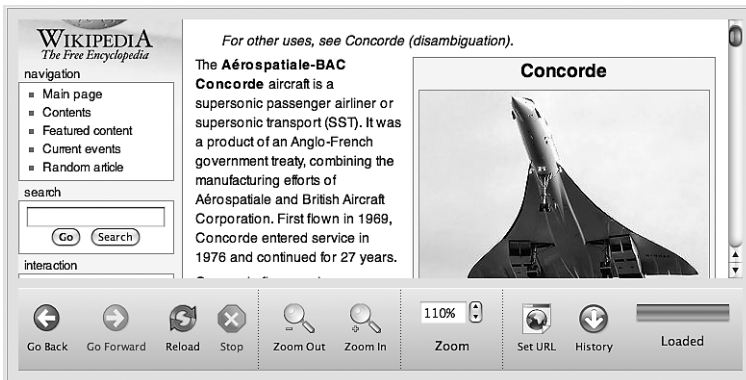 WIKIPEDIA
The Free Encyclopedia
navigation
Main page
Contents
Featured content
Current events
Random article
search
Go Search
interaction
For other uses, see Concorde (disambiguation).
The Aérospatiale-BAC
Concorde aircraft is a
supersonic passenger airliner or
supersonic transport (SST). It was
a product of an Anglo-French
government treaty, combining the
manufacturing efforts of
Aérospatiale and British Aircraft
Corporation. First flown in 1969,
Concorde entered service in
1976 and continued for 27 years.
Concorde
Go Back
Go Forward
Reload
Stop
Zoom Out
Zoom In
110%
Zoom
Set URL
History
Loaded